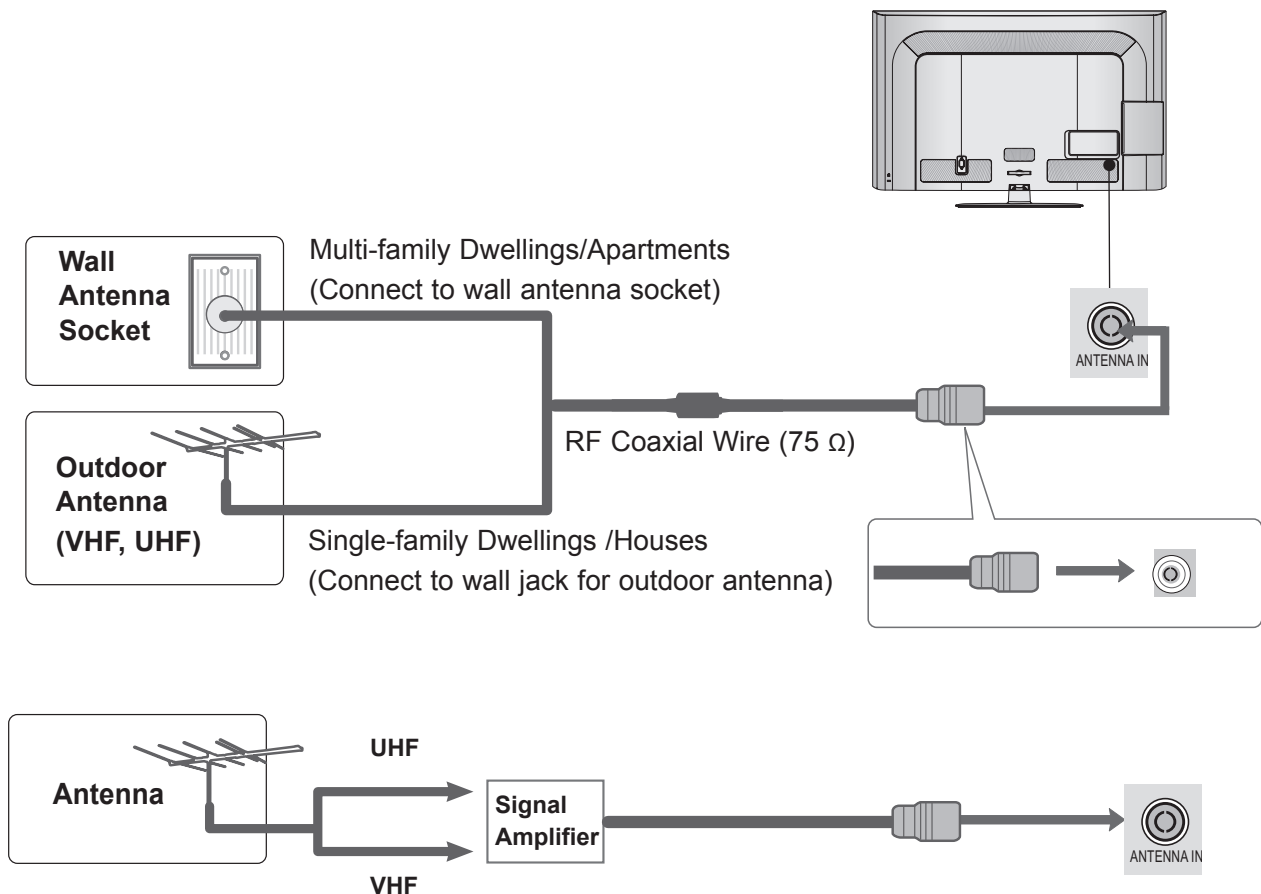 Wall
Antenna
Socket
Multi-family Dwellings/Apartments
(Connect to wall antenna socket)
ANTENNA IN
RF Coaxial Wire (75 Ω)
Outdoor
Antenna
(VHF, UHF)
Single-family Dwellings /Houses
(Connect to wall jack for outdoor antenna)
Antenna
UHF
VHF
Signal
Amplifier
ANTENNA IN